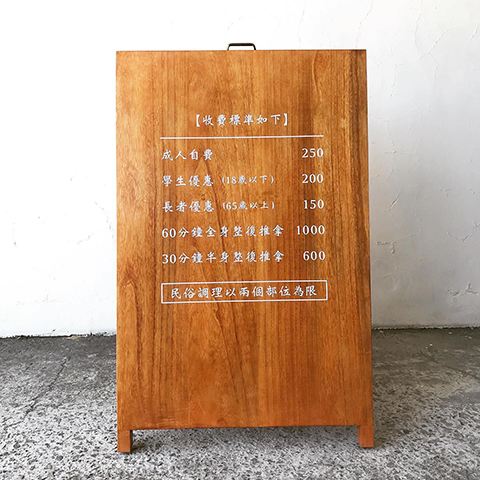 【收費標準如下】
成人自費 250
學生優惠（18歲以下） 200
長者優惠（65歲以上） 150
60分鐘全身整復推拿 1000
30分鐘半身整復推拿 600
民俗調理以兩個部位為限